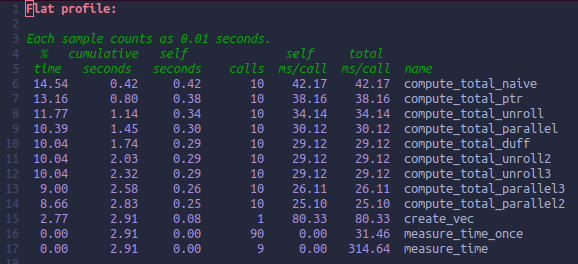 1 Flat profile:
2
3 Each sample counts as 0.01 seconds.
4   %   cumulative   self              self     total
5  time   seconds   seconds    calls  ms/call  ms/call  name
6  14.54      0.42     0.42       10    42.17    42.17  compute_total_naive
7  13.16      0.80     0.38       10    38.16    38.16  compute_total_ptr
8  11.77      1.14     0.34       10    34.14    34.14  compute_total_unroll
9  10.39      1.45     0.30       10    30.12    30.12  compute_total_parallel
10  10.04      1.74     0.29       10    29.12    29.12  compute_total_duff
11  10.04      2.03     0.29       10    29.12    29.12  compute_total_unroll2
12  10.04      2.32     0.29       10    29.12    29.12  compute_total_unroll3
13   9.00      2.58     0.26       10    26.11    26.11  compute_total_parallel3
14   8.66      2.83     0.25       10    25.10    25.10  compute_total_parallel2
15   2.77      2.91     0.08        1    80.33    80.33  create_vec
16   0.00      2.91     0.00       90     0.00    31.46  measure_time_once
17   0.00      2.91     0.00        9     0.00   314.64  measure_time
18